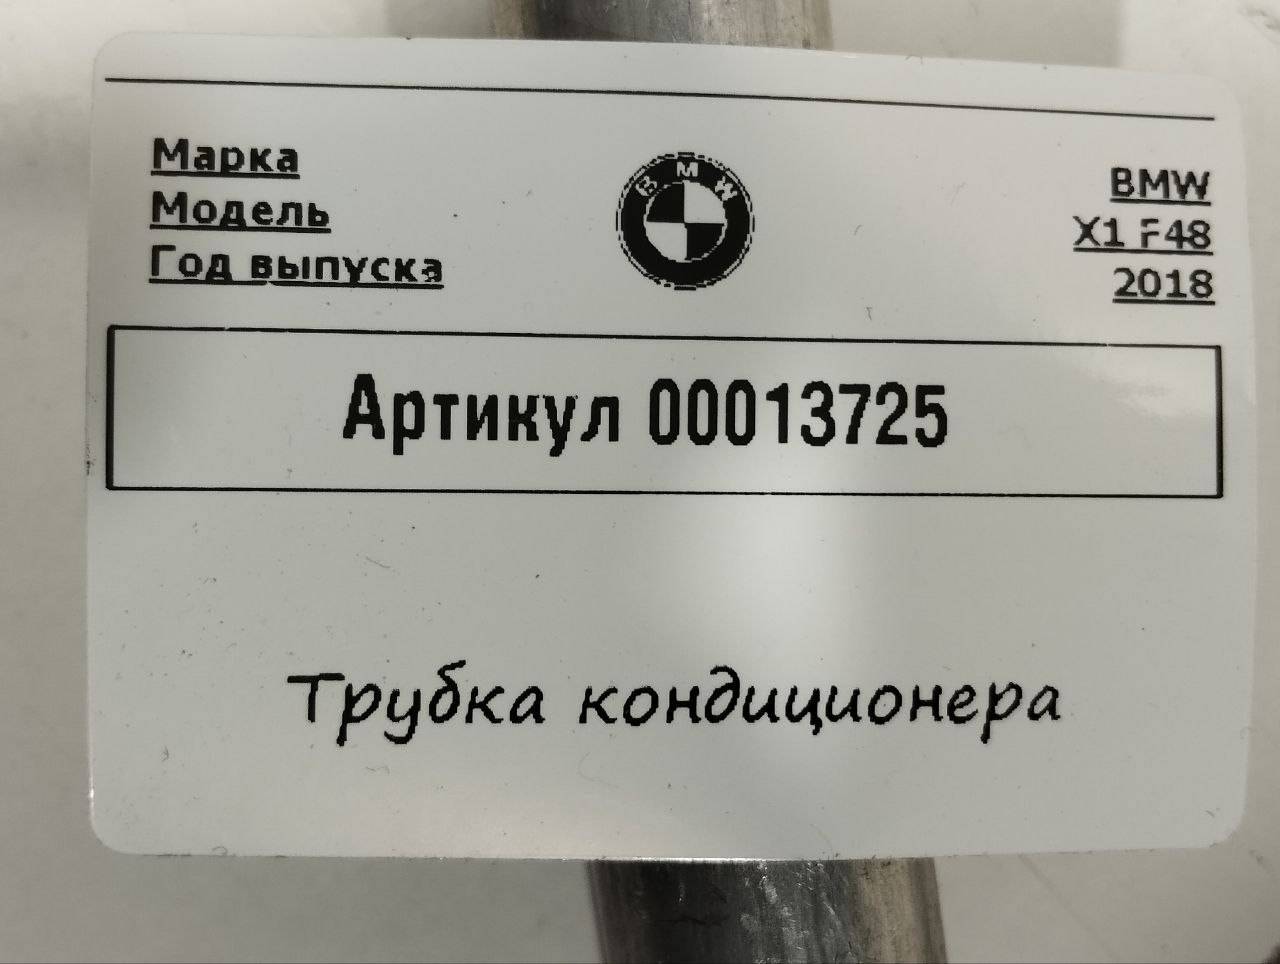 Марка
Модель
Год выпуска
BMW
BMW
X1 F48
2018
Артикул 00013725
Трубка кондиционера